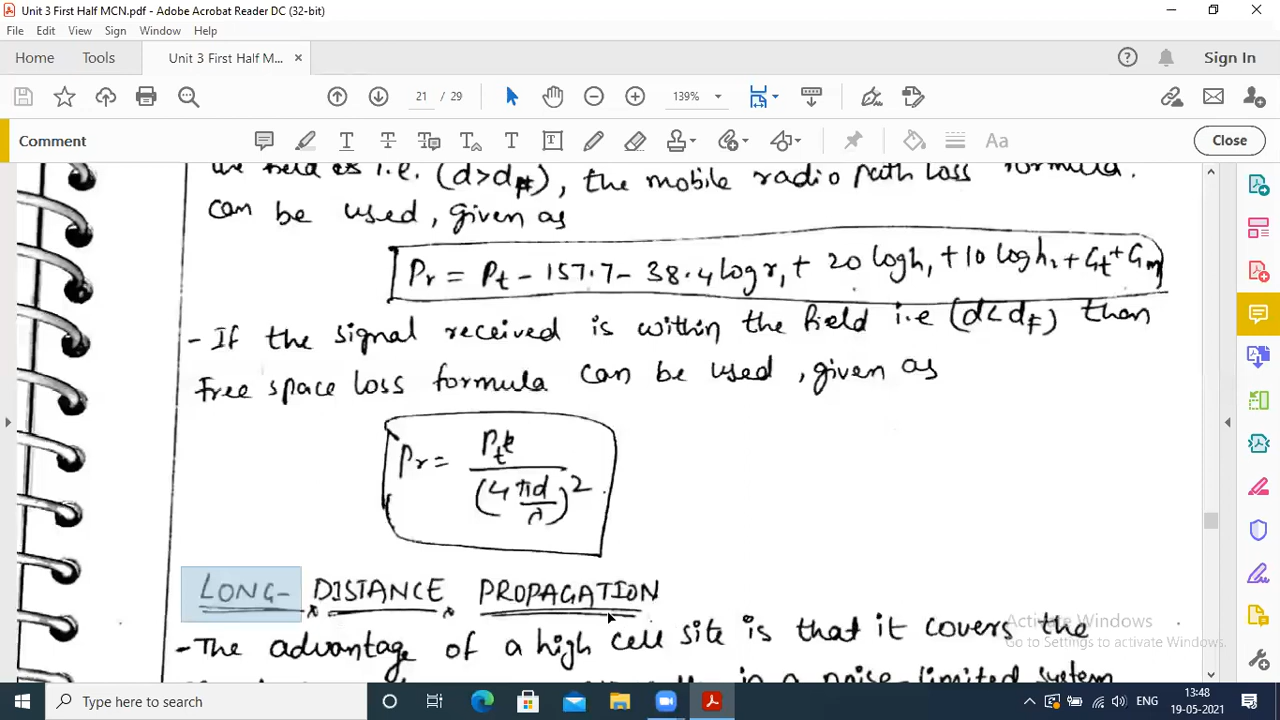 Unit 3 First Half MCN.pdf - Adobe Acrobat Reader DC (32-bit)
File Edit View Sign Window Help
Home Tools Unit 3 First Half M... × Sign In
21 / 29 139%
Comment Close
i.e. (d>dF), the mobile radio path loss formula.
can be used, given as
Pr = Pt - 157.7 - 38.4 log r1 + 20 log h1 + 10 log h2 + Gt + Gm
- If the signal received is within the field i.e (d<dF) than
free space loss formula can be used, given as
Pr = Pt
(4πd/λ)2
LONG- DISTANCE PROPAGATION
- The advantage of a high cell site is that it covers the
is a noise-limited system
Activate Windows
Go to Settings to activate Windows.
Type here to search
ENG 13:48
19-05-2021